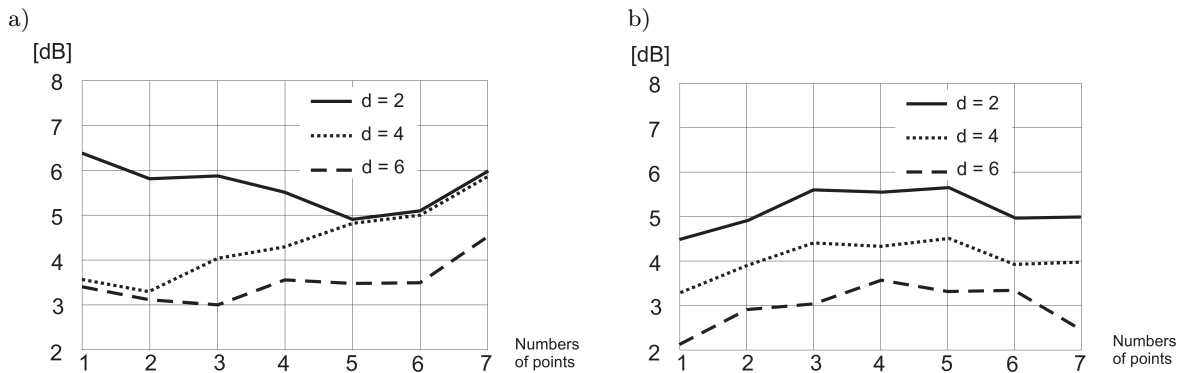 a)
[dB]
8
7
6
5
4
3
2
1 2 3 4 5 6 7
Numbers
of points
d = 2
d = 4
d = 6
b)
[dB]
8
7
6
5
4
3
2
1 2 3 4 5 6 7
Numbers
of points
d = 2
d = 4
d = 6